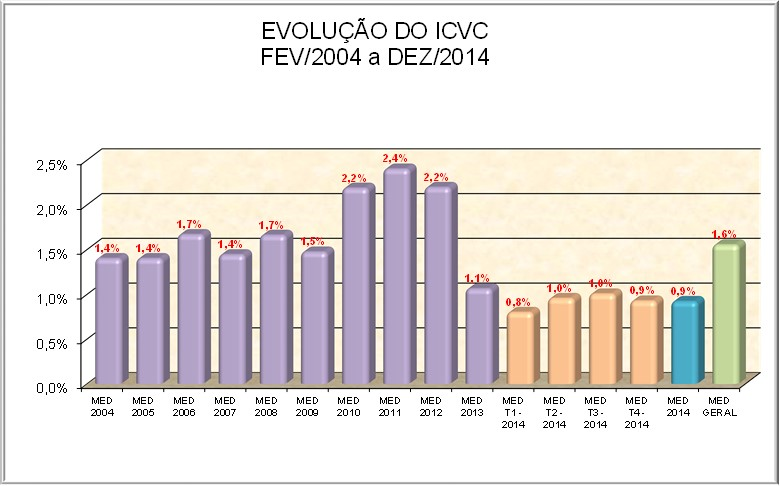 EVOLUÇÃO DO ICVC
FEV/2004 a DEZ/2014
2,5%
2,0%
1,5%
1,0%
0,5%
0,0%
1,4%
1,4%
1,7%
1,4%
1,7%
1,5%
2,2%
2,4%
2,2%
1,1%
0,8%
1,0%
1,0%
0,9%
0,9%
1,6%
MED
2004
MED
2005
MED
2006
MED
2007
MED
2008
MED
2009
MED
2010
MED
2011
MED
2012
MED
2013
MED
T1-
2014
MED
T2-
2014
MED
T3-
2014
MED
T4-
2014
MED
2014
MED
GERAL